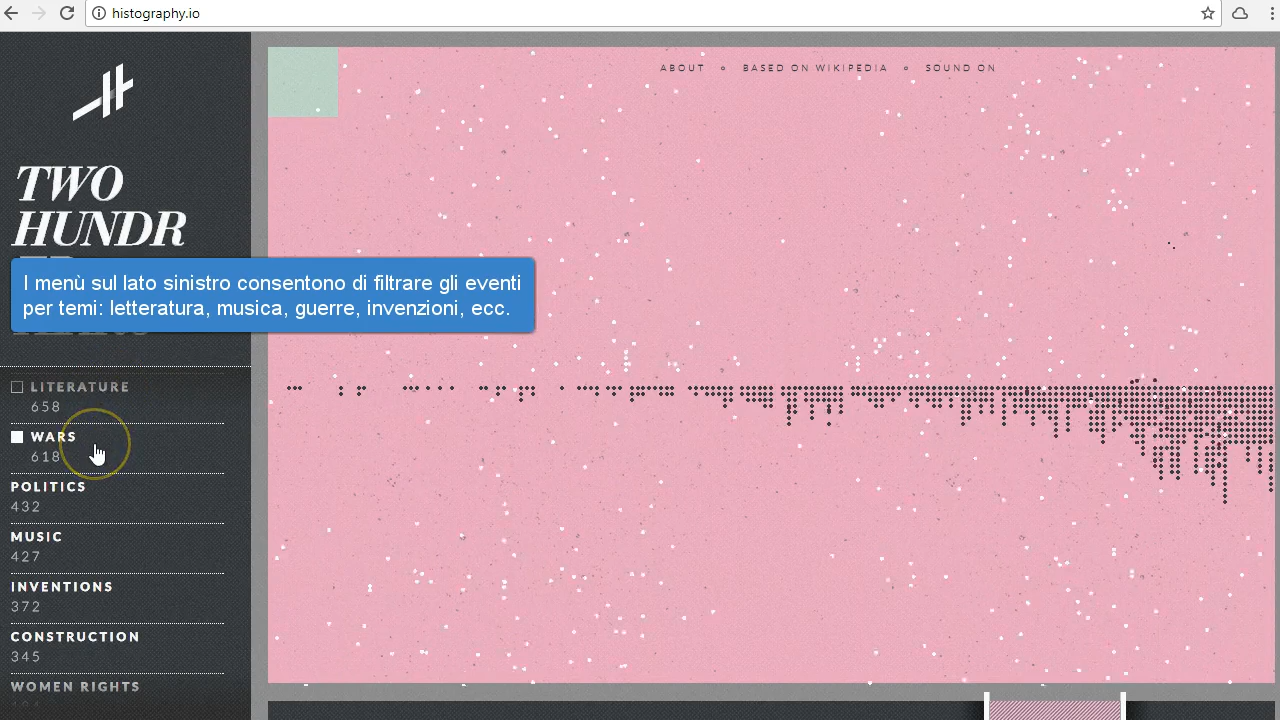 histography.io
ABOUT BASED ON WIKIPEDIA SOUND ON
TWO
HUNDR
I menù sul lato sinistro consentono di filtrare gli eventi
per temi: letteratura, musica, guerre, invenzioni, ecc.
LITERATURE
658
WARS
618
POLITICS
432
MUSIC
427
INVENTIONS
372
CONSTRUCTION
345
WOMEN RIGHTS